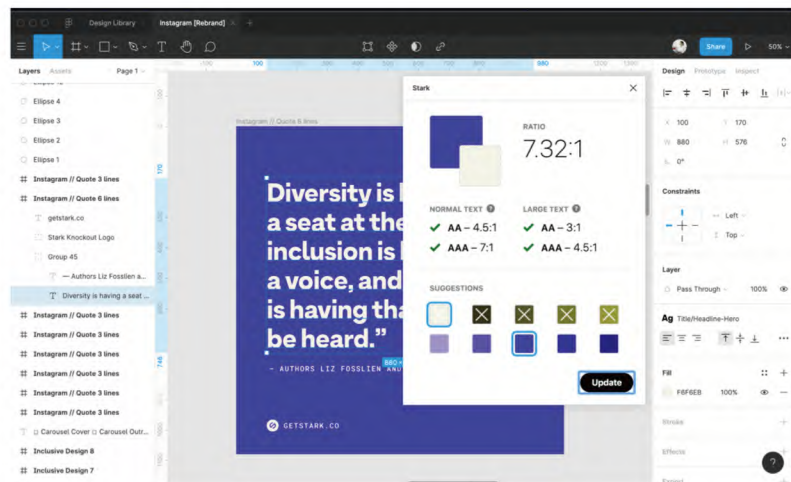 Design Library
Instagram [Rebrand]
Share
50%
Layers
Assets
Page 1
100
880
Design
Prototype
Inspect
Ellipse 4
Ellipse 3
Ellipse 2
Ellipse 1
Instagram // Quote 3 lines
Instagram // Quote 6 lines
getstark.co
Stark Knockout Logo
Group 45
— Authors Liz Fosslien a...
Diversity is having a seat ...
Instagram // Quote 3 lines
Instagram // Quote 3 lines
Instagram // Quote 3 lines
Instagram // Quote 3 lines
Instagram // Quote 3 lines
Instagram // Quote 3 lines
Carousel Cover
Carousel Outr...
Inclusive Design 8
Inclusive Design 7
170
746
Instagram // Quote 6 lines
Diversity is
a seat at the
inclusion is
a voice, and
is having tha
be heard.”
– AUTHORS LIZ FOSSLIEN AND
GETSTARK.CO
Stark
RATIO
7.32:1
NORMAL TEXT
LARGE TEXT
AA – 4.5:1
AA – 3:1
AAA – 7:1
AAA – 4.5:1
SUGGESTIONS
Update
X 100
Y 170
W 880
H 576
0°
Constraints
Left
Top
Layer
Pass Through
100%
Ag Title/Headline-Hero
Fill
F6F6EB
100%
Stroke
Effects
?